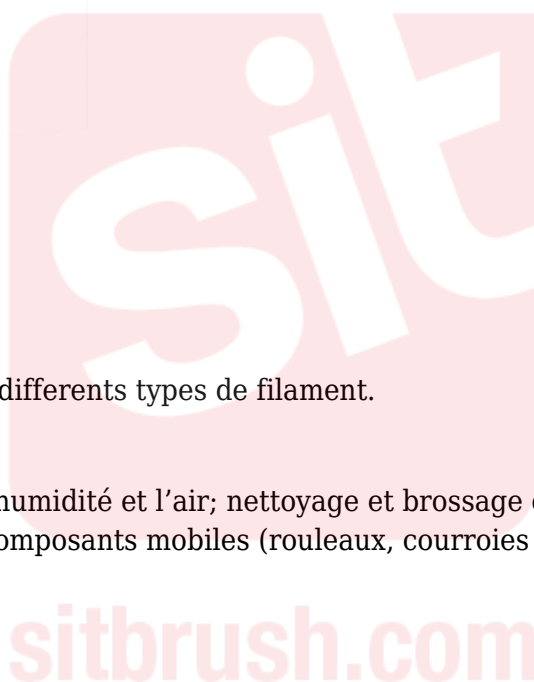 sit
differents types de filament.
humidité et l’air; nettoyage et brossage
omposants mobiles (rouleaux, courroies
sitbrush.com